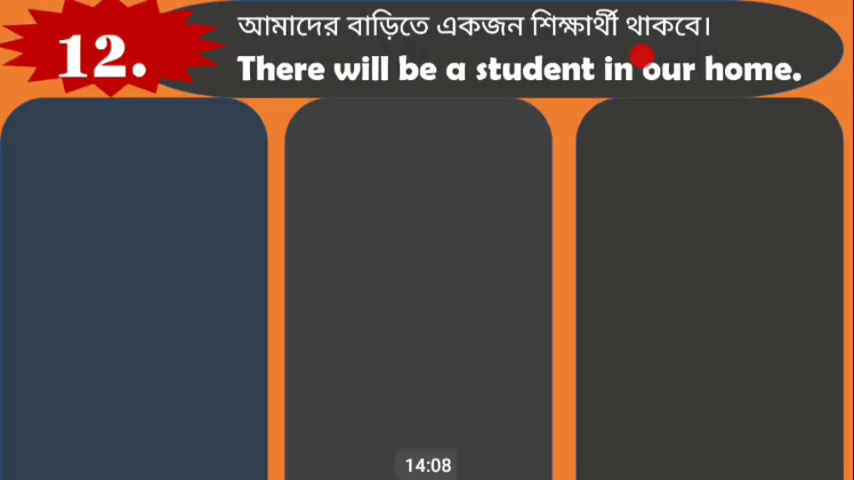 12.
আমাদের বাড়িতে একজন শিক্ষার্থী থাকবে।
There will be a student in our home.
14:08